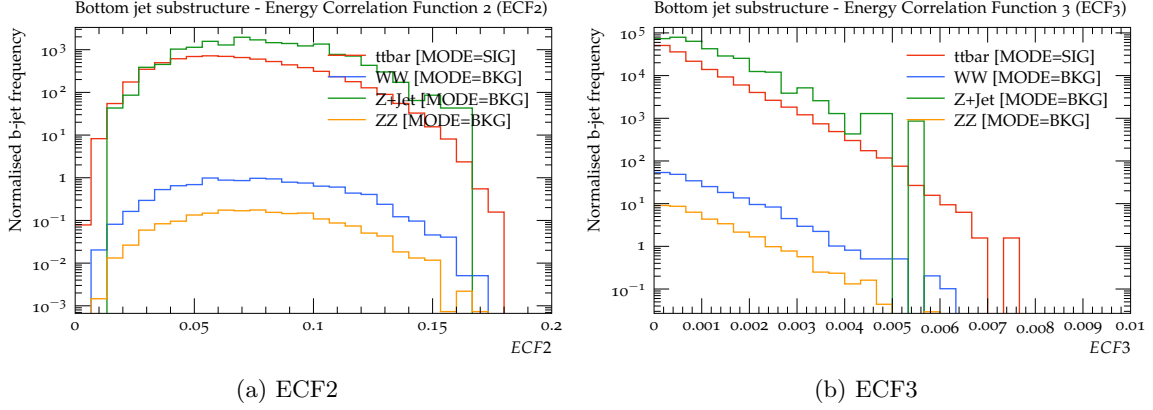 Bottom jet substructure - Energy Correlation Function 2 (ECF2)
Normalised b-jet frequency
10³
10²
10¹
1
10⁻¹
10⁻²
10⁻³
ttbar [MODE=SIG]
WW [MODE=BKG]
Z+Jet [MODE=BKG]
ZZ [MODE=BKG]
0 0.05 0.1 0.15 0.2
ECF2
(a) ECF2
Bottom jet substructure - Energy Correlation Function 3 (ECF3)
Normalised b-jet frequency
10⁵
10⁴
10³
10²
10¹
1
10⁻¹
ttbar [MODE=SIG]
WW [MODE=BKG]
Z+Jet [MODE=BKG]
ZZ [MODE=BKG]
0 0.001 0.002 0.003 0.004 0.005 0.006 0.007 0.008 0.009 0.01
ECF3
(b) ECF3